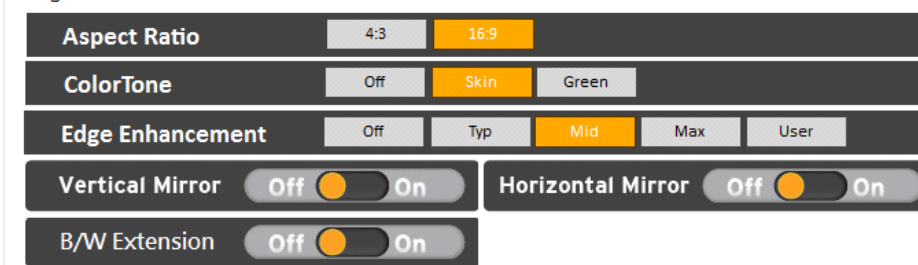 Aspect Ratio 4:3 16:9
ColorTone Off Skin Green
Edge Enhancement Off Typ Mid Max User
Vertical Mirror Off On Horizontal Mirror Off On
B/W Extension Off On